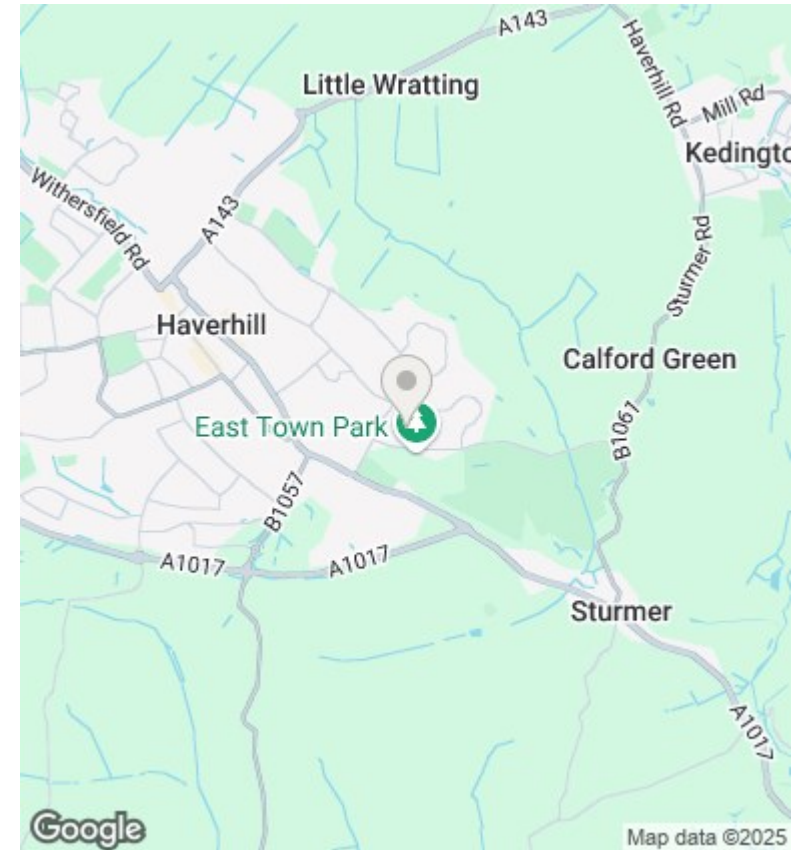 A143
Little Wratting
Haverhill Rd
Mill Rd
Kedingto
Withersfield Rd
A143
Sturmer Rd
Haverhill
Calford Green
East Town Park
B1061
B1057
A1017
A1017
Sturmer
A1017
Google
Map data ©2025